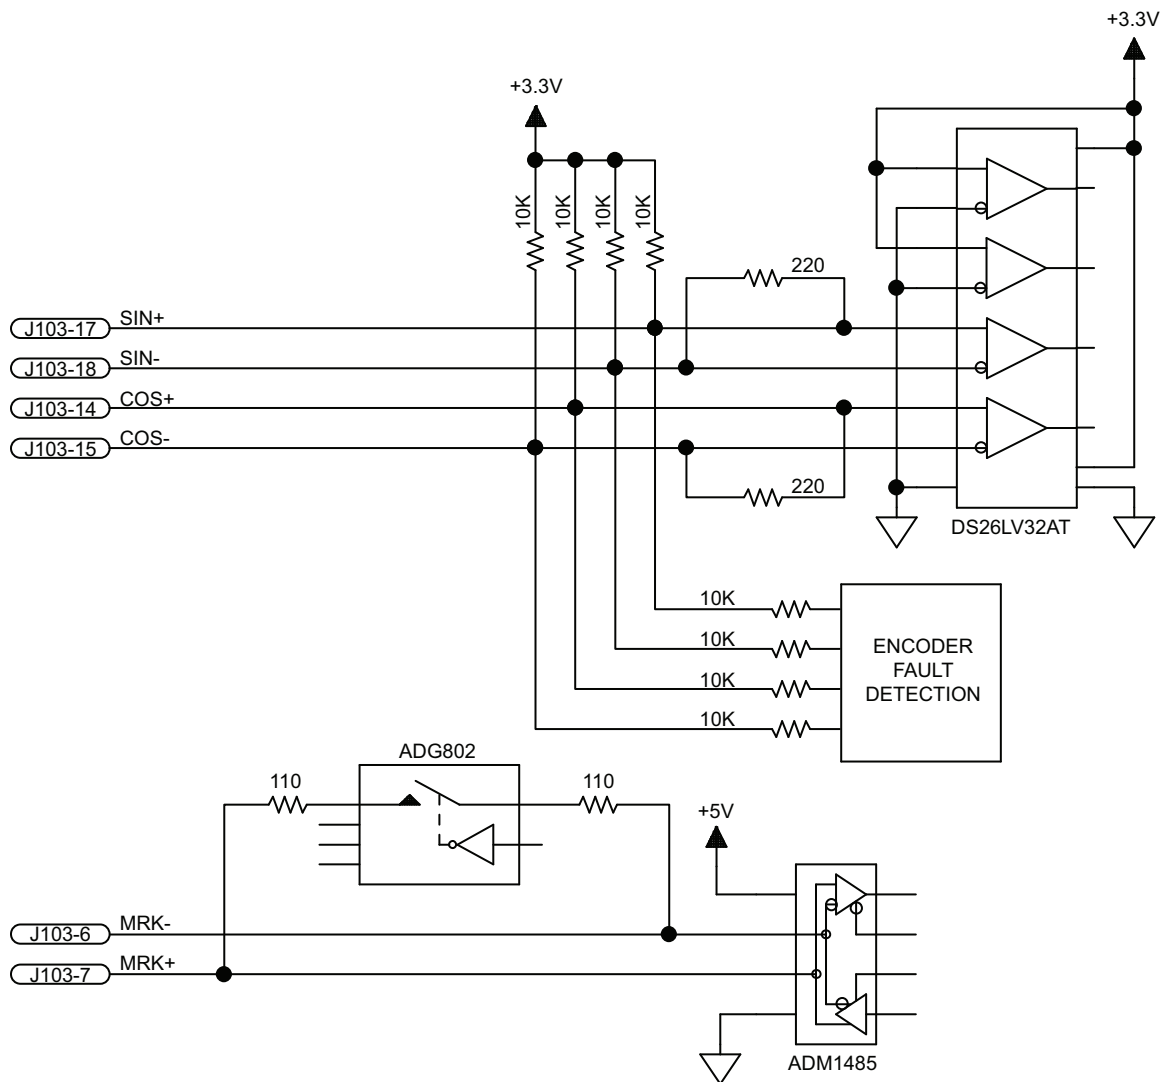 +3.3V
+3.3V
10K
10K
10K
10K
220
J103-17 SIN+
J103-18 SIN-
J103-14 COS+
J103-15 COS-
220
DS26LV32AT
10K
10K
10K
10K
ENCODER
FAULT
DETECTION
ADG802
110
110
+5V
J103-6 MRK-
J103-7 MRK+
ADM1485